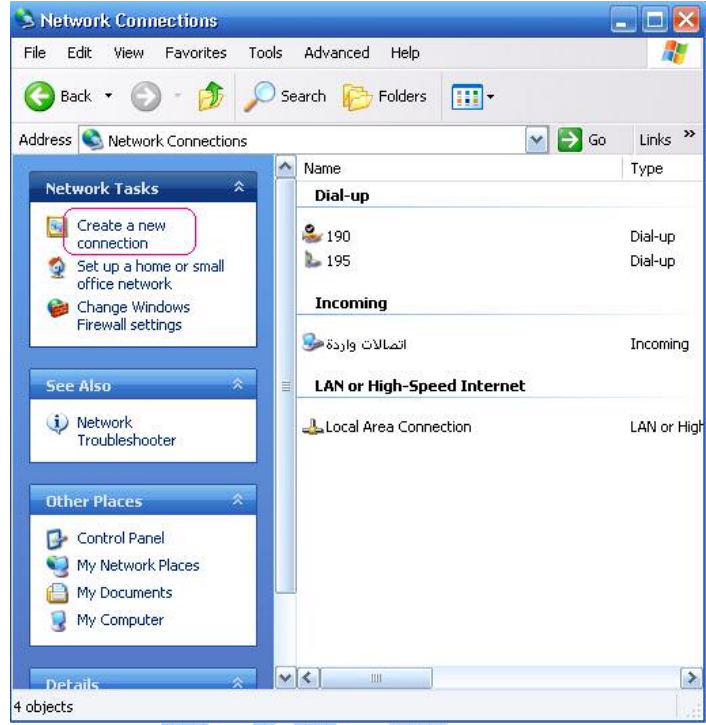 Network Connections
File Edit View Favorites Tools Advanced Help
Back Search Folders
Address Network Connections Go Links »
Network Tasks
Create a new
connection
Set up a home or small
office network
Change Windows
Firewall settings
See Also
Network
Troubleshooter
Other Places
Control Panel
My Network Places
My Documents
My Computer
Details
Name Type
Dial-up
190 Dial-up
195 Dial-up
Incoming
اتصالات واردة Incoming
LAN or High-Speed Internet
Local Area Connection LAN or High
4 objects